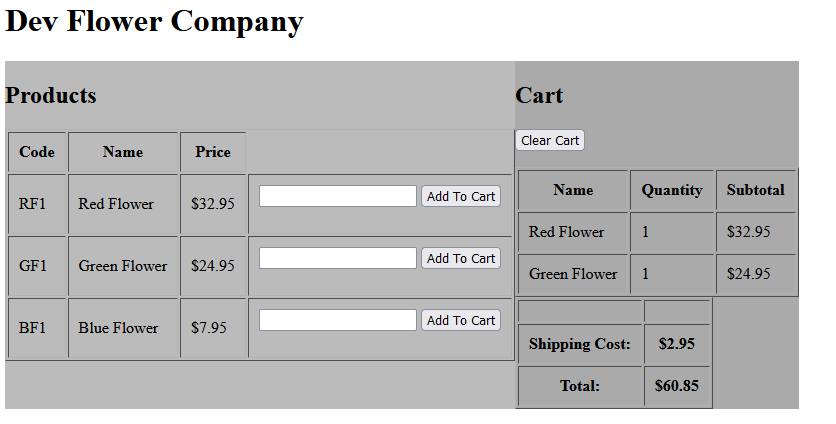 Dev Flower Company
Products
Code Name Price
RF1 Red Flower $32.95 Add To Cart
GF1 Green Flower $24.95 Add To Cart
BF1 Blue Flower $7.95 Add To Cart
Cart
Clear Cart
Name Quantity Subtotal
Red Flower 1 $32.95
Green Flower 1 $24.95
Shipping Cost: $2.95
Total: $60.85